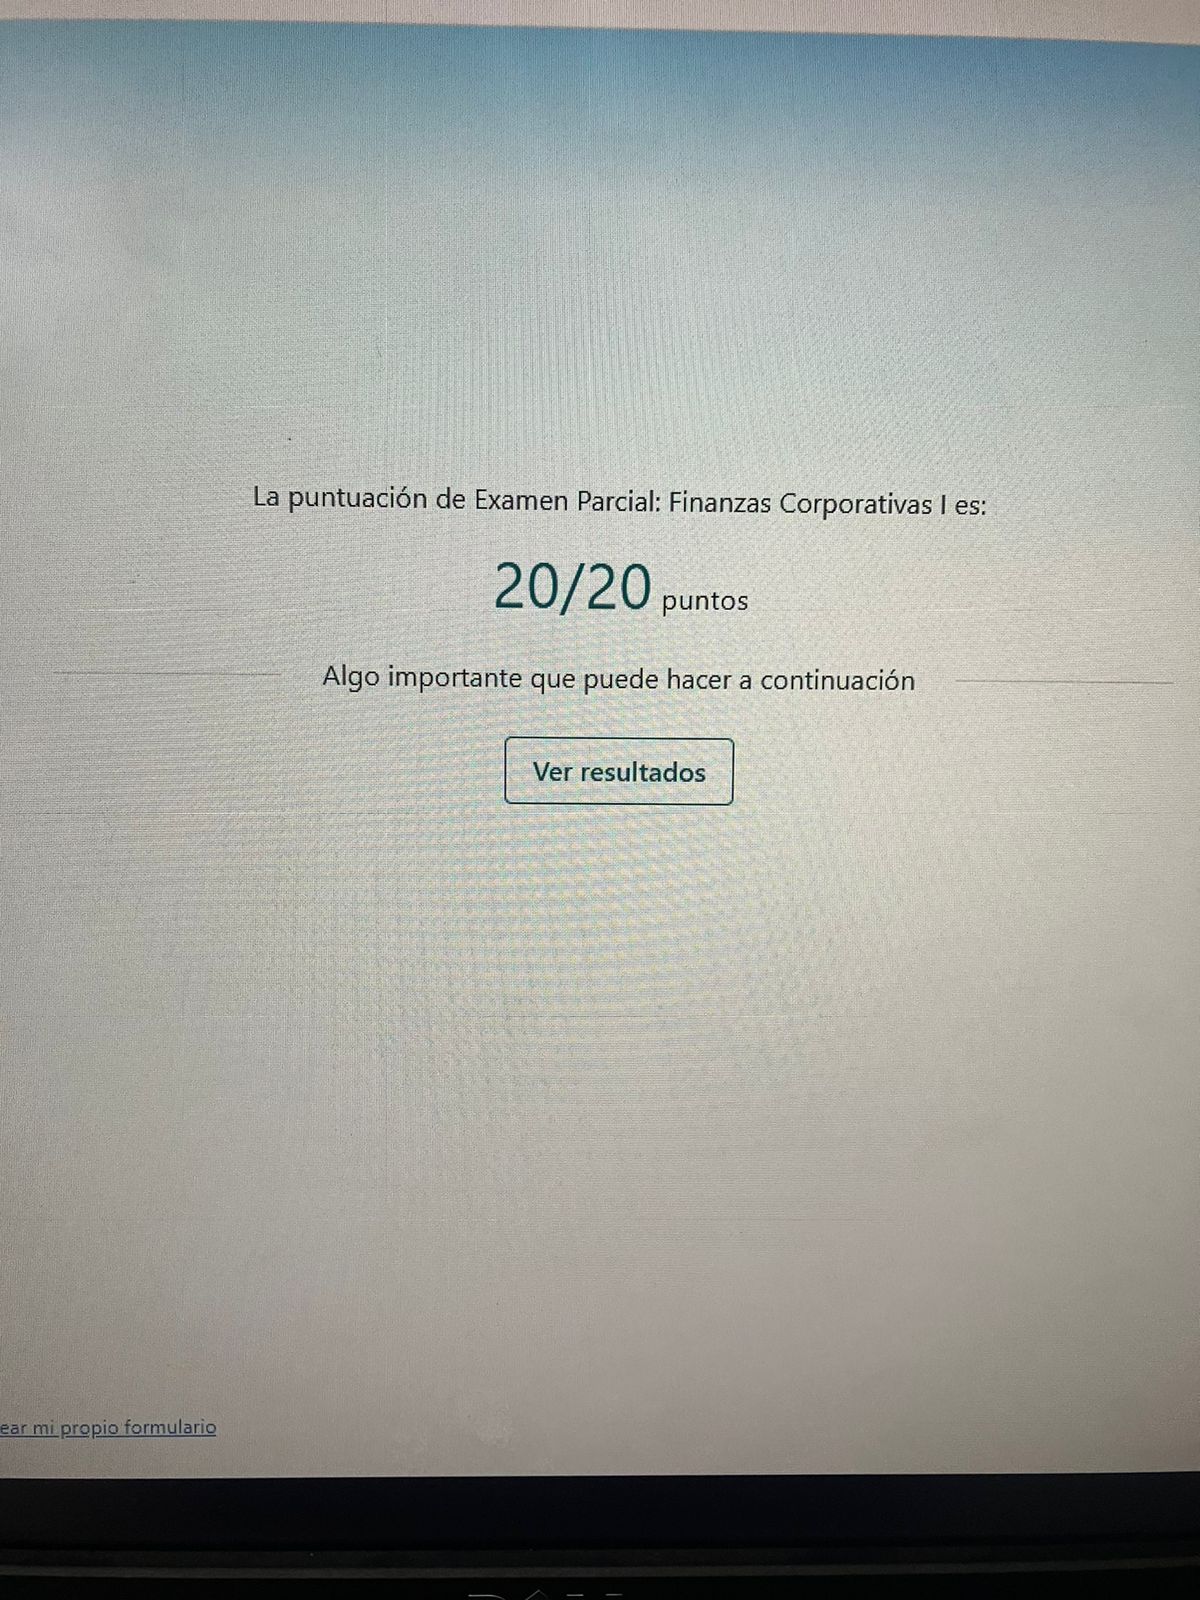 La puntuación de Examen Parcial: Finanzas Corporativas I es:
20/20 puntos
Algo importante que puede hacer a continuación
Ver resultados
ear mi propio formulario